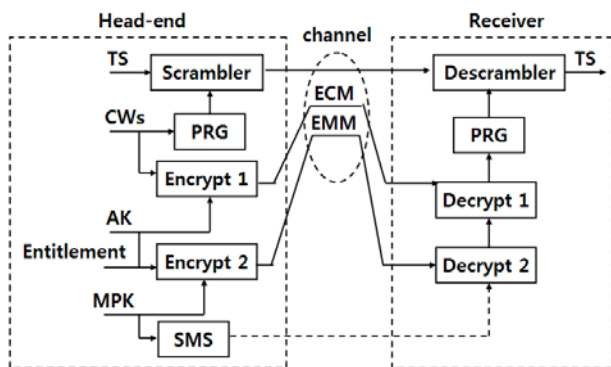 Head-end
Receiver
channel
TS
Scrambler
Descrambler
TS
ECM
CWs
PRG
EMM
PRG
Encrypt 1
Decrypt 1
AK
Entitlement
Encrypt 2
Decrypt 2
MPK
SMS